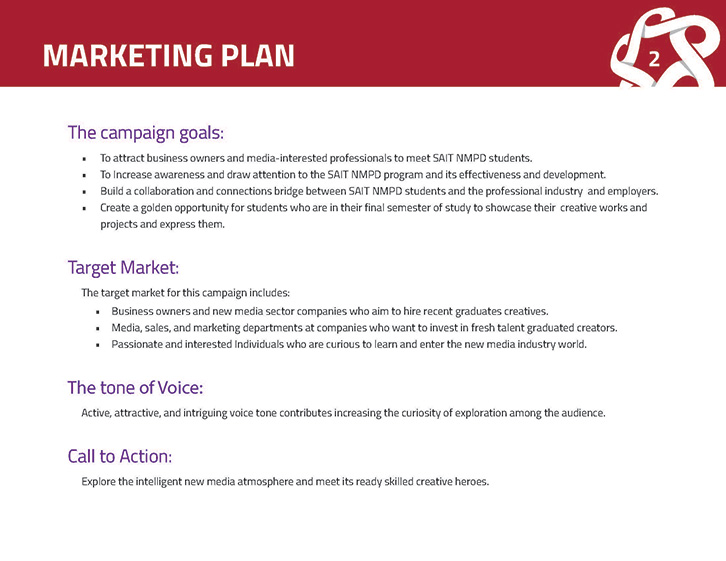 MARKETING PLAN
2
The campaign goals:
• To attract business owners and media-interested professionals to meet SAIT NMPD students.
• To Increase awareness and draw attention to the SAIT NMPD program and its effectiveness and development.
• Build a collaboration and connections bridge between SAIT NMPD students and the professional industry and employers.
• Create a golden opportunity for students who are in their final semester of study to showcase their creative works and
projects and express them.
Target Market:
The target market for this campaign includes:
• Business owners and new media sector companies who aim to hire recent graduates creatives.
• Media, sales, and marketing departments at companies who want to invest in fresh talent graduated creators.
• Passionate and interested Individuals who are curious to learn and enter the new media industry world.
The tone of Voice:
Active, attractive, and intriguing voice tone contributes increasing the curiosity of exploration among the audience.
Call to Action:
Explore the intelligent new media atmosphere and meet its ready skilled creative heroes.